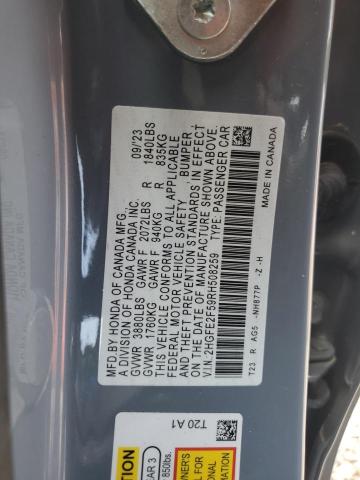 MFD.BY HONDA OF CANADA MFG. 09/23
A DIVISION OF HONDA CANADA INC.
GVWR 3880LBS GAWR F 2072LBS R 1840LBS
GVWR 1760KG GAWR F 940KG R 835KG
THIS VEHICLE CONFORMS TO ALL APPLICABLE
FEDERAL MOTOR VEHICLE SAFETY BUMPER
AND THEFT PREVENTION STANDARDS IN EFFECT
ON THE DATE OF MANUFACTURE SHOWN ABOVE.
VIN:2HGFE2F59RH508259 TYPE:PASSENGER CAR
T23 R AG5 -NH877P -Z -H MADE IN CANADA
T20 A1